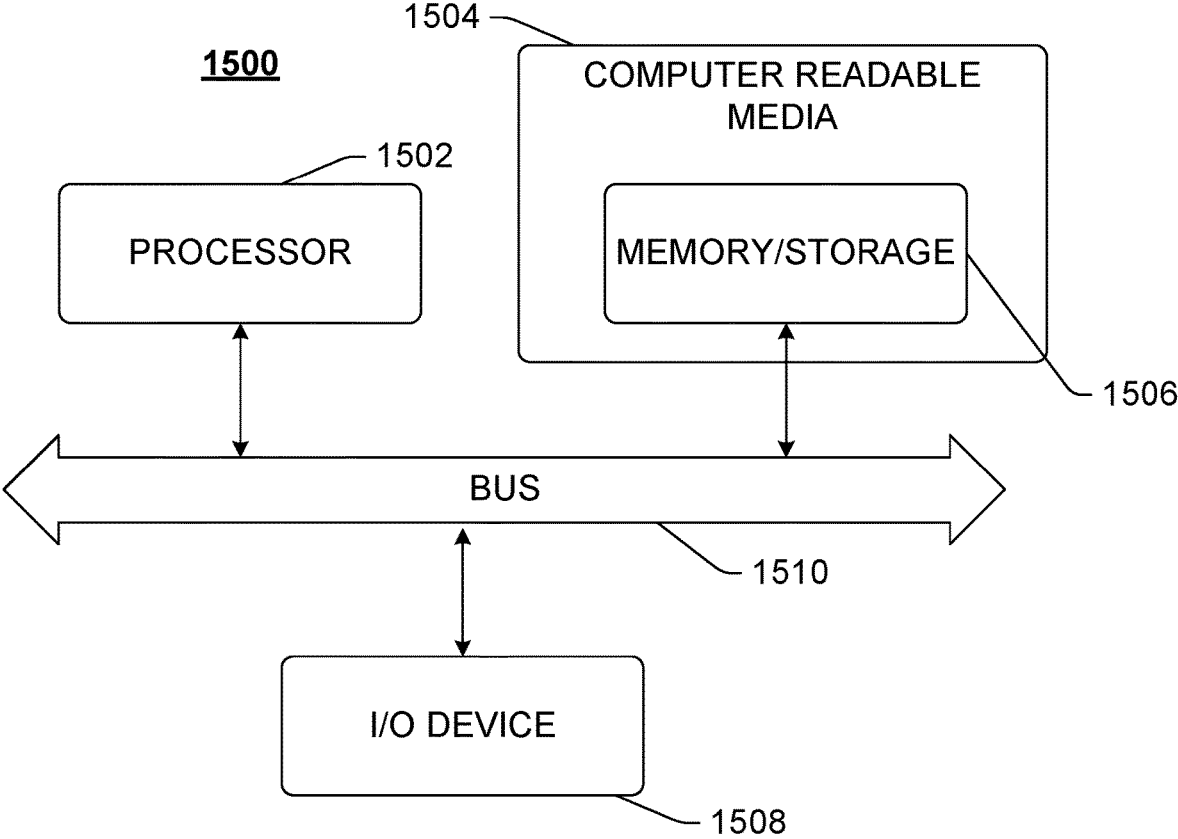 1504
1500
COMPUTER READABLE
MEDIA
1502
PROCESSOR
MEMORY/STORAGE
1506
BUS
1510
I/O DEVICE
1508